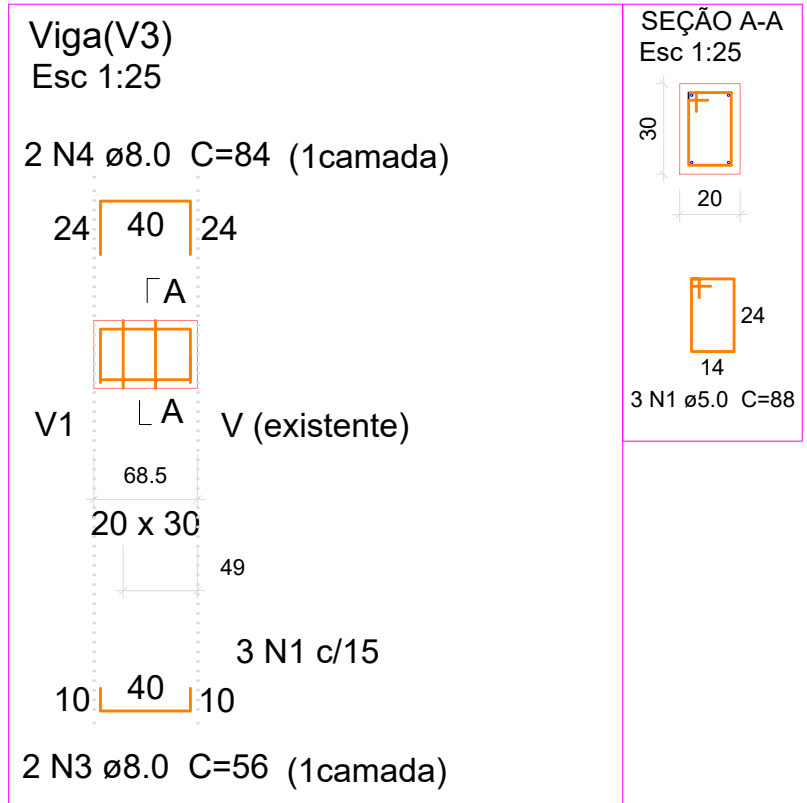 Viga(V3)
Esc 1:25
2 N4 ø8.0 C=84 (1camada)
24 40 24
A
A
V1 V (existente)
68.5
20 x 30
49
3 N1 c/15
10 40 10
2 N3 ø8.0 C=56 (1camada)
SEÇÃO A-A
Esc 1:25
30
20
24
14
3 N1 ø5.0 C=88